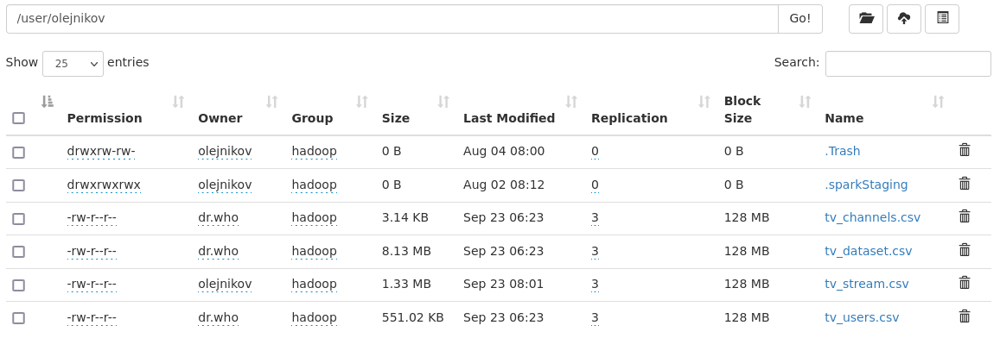 /user/olejnikov Go!
Show 25 entries Search:
Permission Owner Group Size Last Modified Replication Block Size Name
drwxrw-rw- olejnikov hadoop 0 B Aug 04 08:00 0 0 B .Trash
drwxrwxrwx olejnikov hadoop 0 B Aug 02 08:12 0 0 B .sparkStaging
-rw-r--r-- dr.who hadoop 3.14 KB Sep 23 06:23 3 128 MB tv_channels.csv
-rw-r--r-- dr.who hadoop 8.13 MB Sep 23 06:23 3 128 MB tv_dataset.csv
-rw-r--r-- olejnikov hadoop 1.33 MB Sep 23 08:01 3 128 MB tv_stream.csv
-rw-r--r-- dr.who hadoop 551.02 KB Sep 23 06:23 3 128 MB tv_users.csv